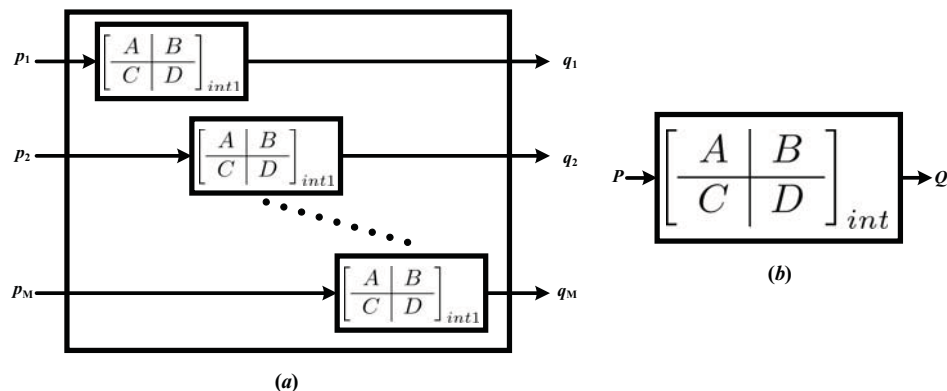 p1
A B
C D
int1
q1
p2
A B
C D
int1
q2
pM
A B
C D
int1
qM
(a)
P
A B
C D
int
Q
(b)